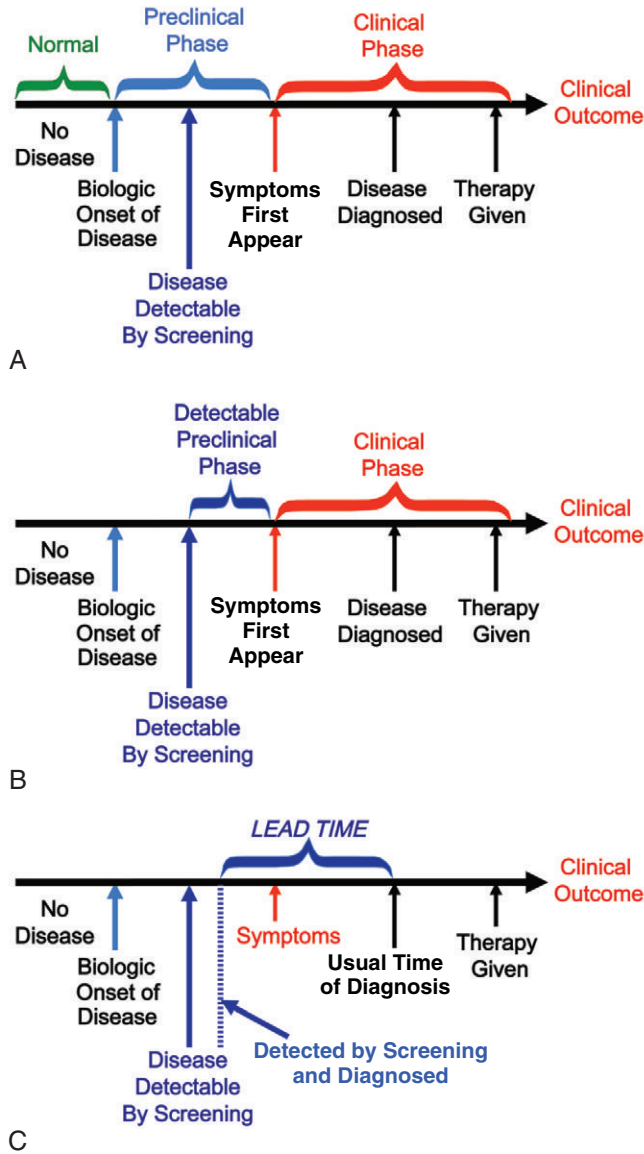 Preclinical
Phase
Normal
Clinical
Phase
Clinical
Outcome
No
Disease
Biologic
Onset of
Disease
Symptoms
First
Appear
Disease
Diagnosed
Therapy
Given
Disease
Detectable
By Screening
A
Detectable
Preclinical
Phase
Clinical
Phase
Clinical
Outcome
No
Disease
Biologic
Onset of
Disease
Symptoms
First
Appear
Disease
Diagnosed
Therapy
Given
Disease
Detectable
By Screening
B
LEAD TIME
Clinical
Outcome
No
Disease
Biologic
Onset of
Disease
Symptoms
Usual Time
of Diagnosis
Therapy
Given
Detected by Screening
and Diagnosed
Disease
Detectable
By Screening
C